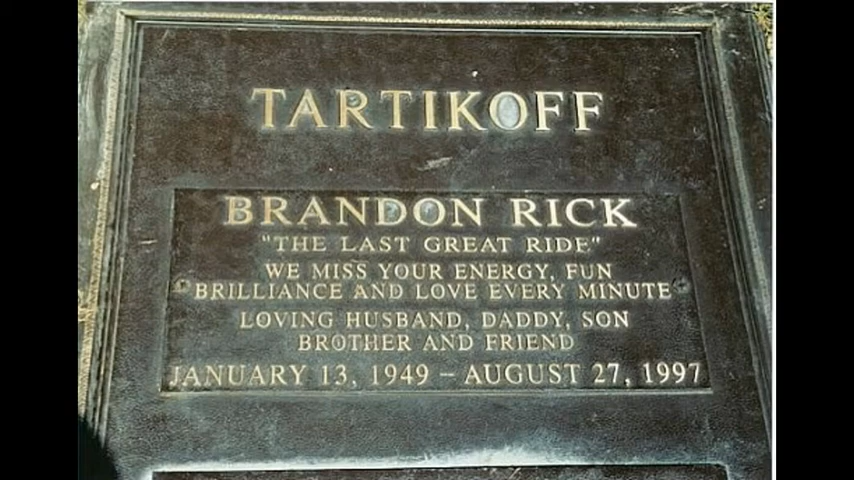 TARTIKOFF
BRANDON RICK
"THE LAST GREAT RIDE"
WE MISS YOUR ENERGY, FUN
BRILLIANCE AND LOVE EVERY MINUTE
LOVING HUSBAND, DADDY, SON
BROTHER AND FRIEND
JANUARY 13, 1949 – AUGUST 27, 1997